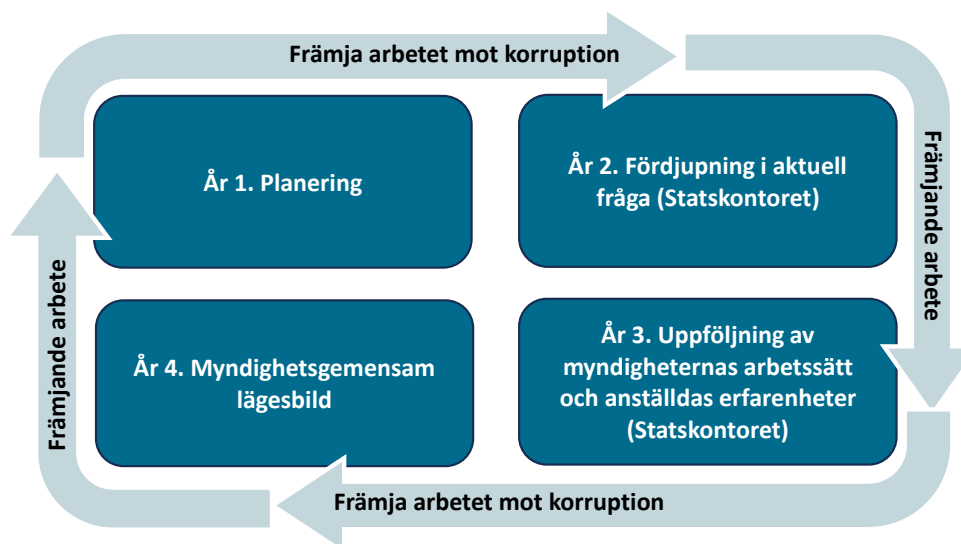 Främja arbetet mot korruption
År 1. Planering
År 2. Fördjupning i aktuell
fråga (Statskontoret)
Främjande arbete
År 3. Uppföljning av
myndigheternas arbetssätt
och anställdas erfarenheter
(Statskontoret)
År 4. Myndighetsgemensam
lägesbild
Främjande arbete
Främja arbetet mot korruption